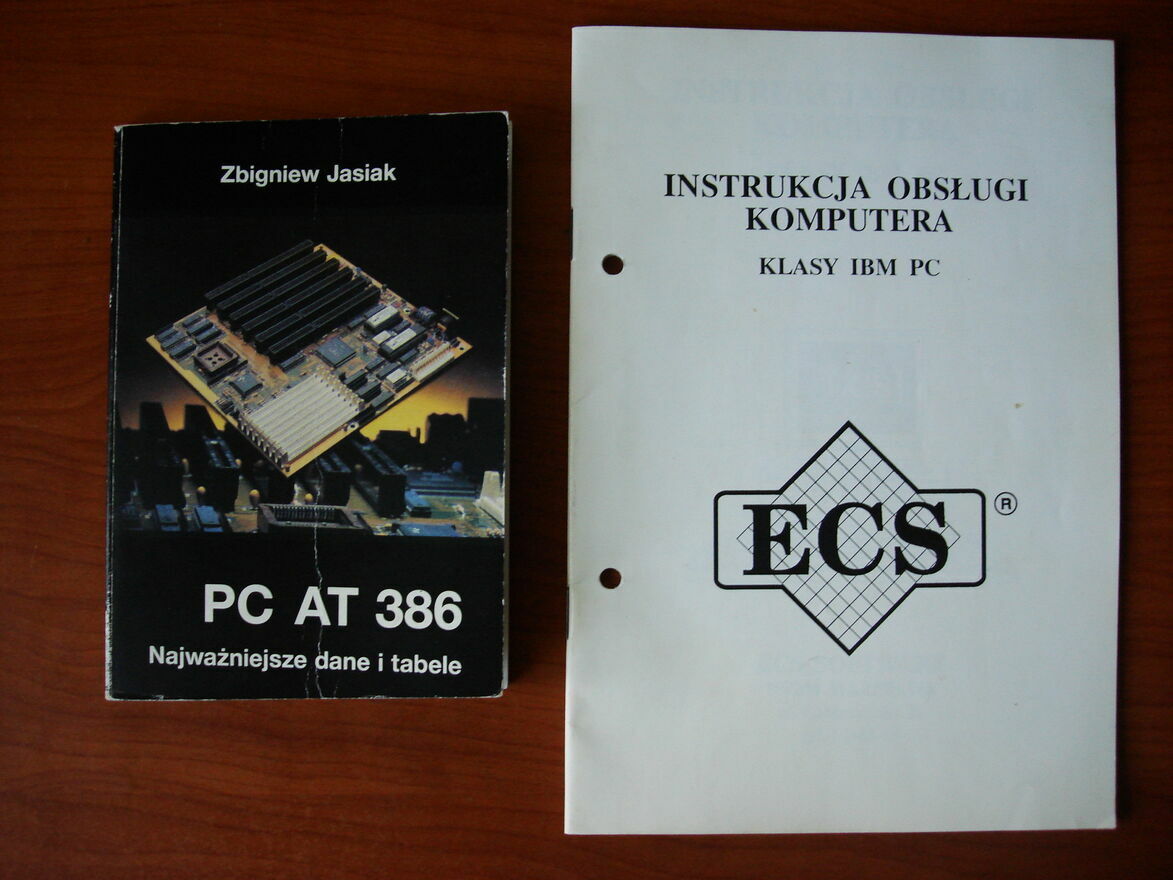 Zbigniew Jasiak
PC AT 386
Najważniejsze dane i tabele
INSTRUKCJA OBSŁUGI
KOMPUTERA
KLASY IBM PC
ECS ®